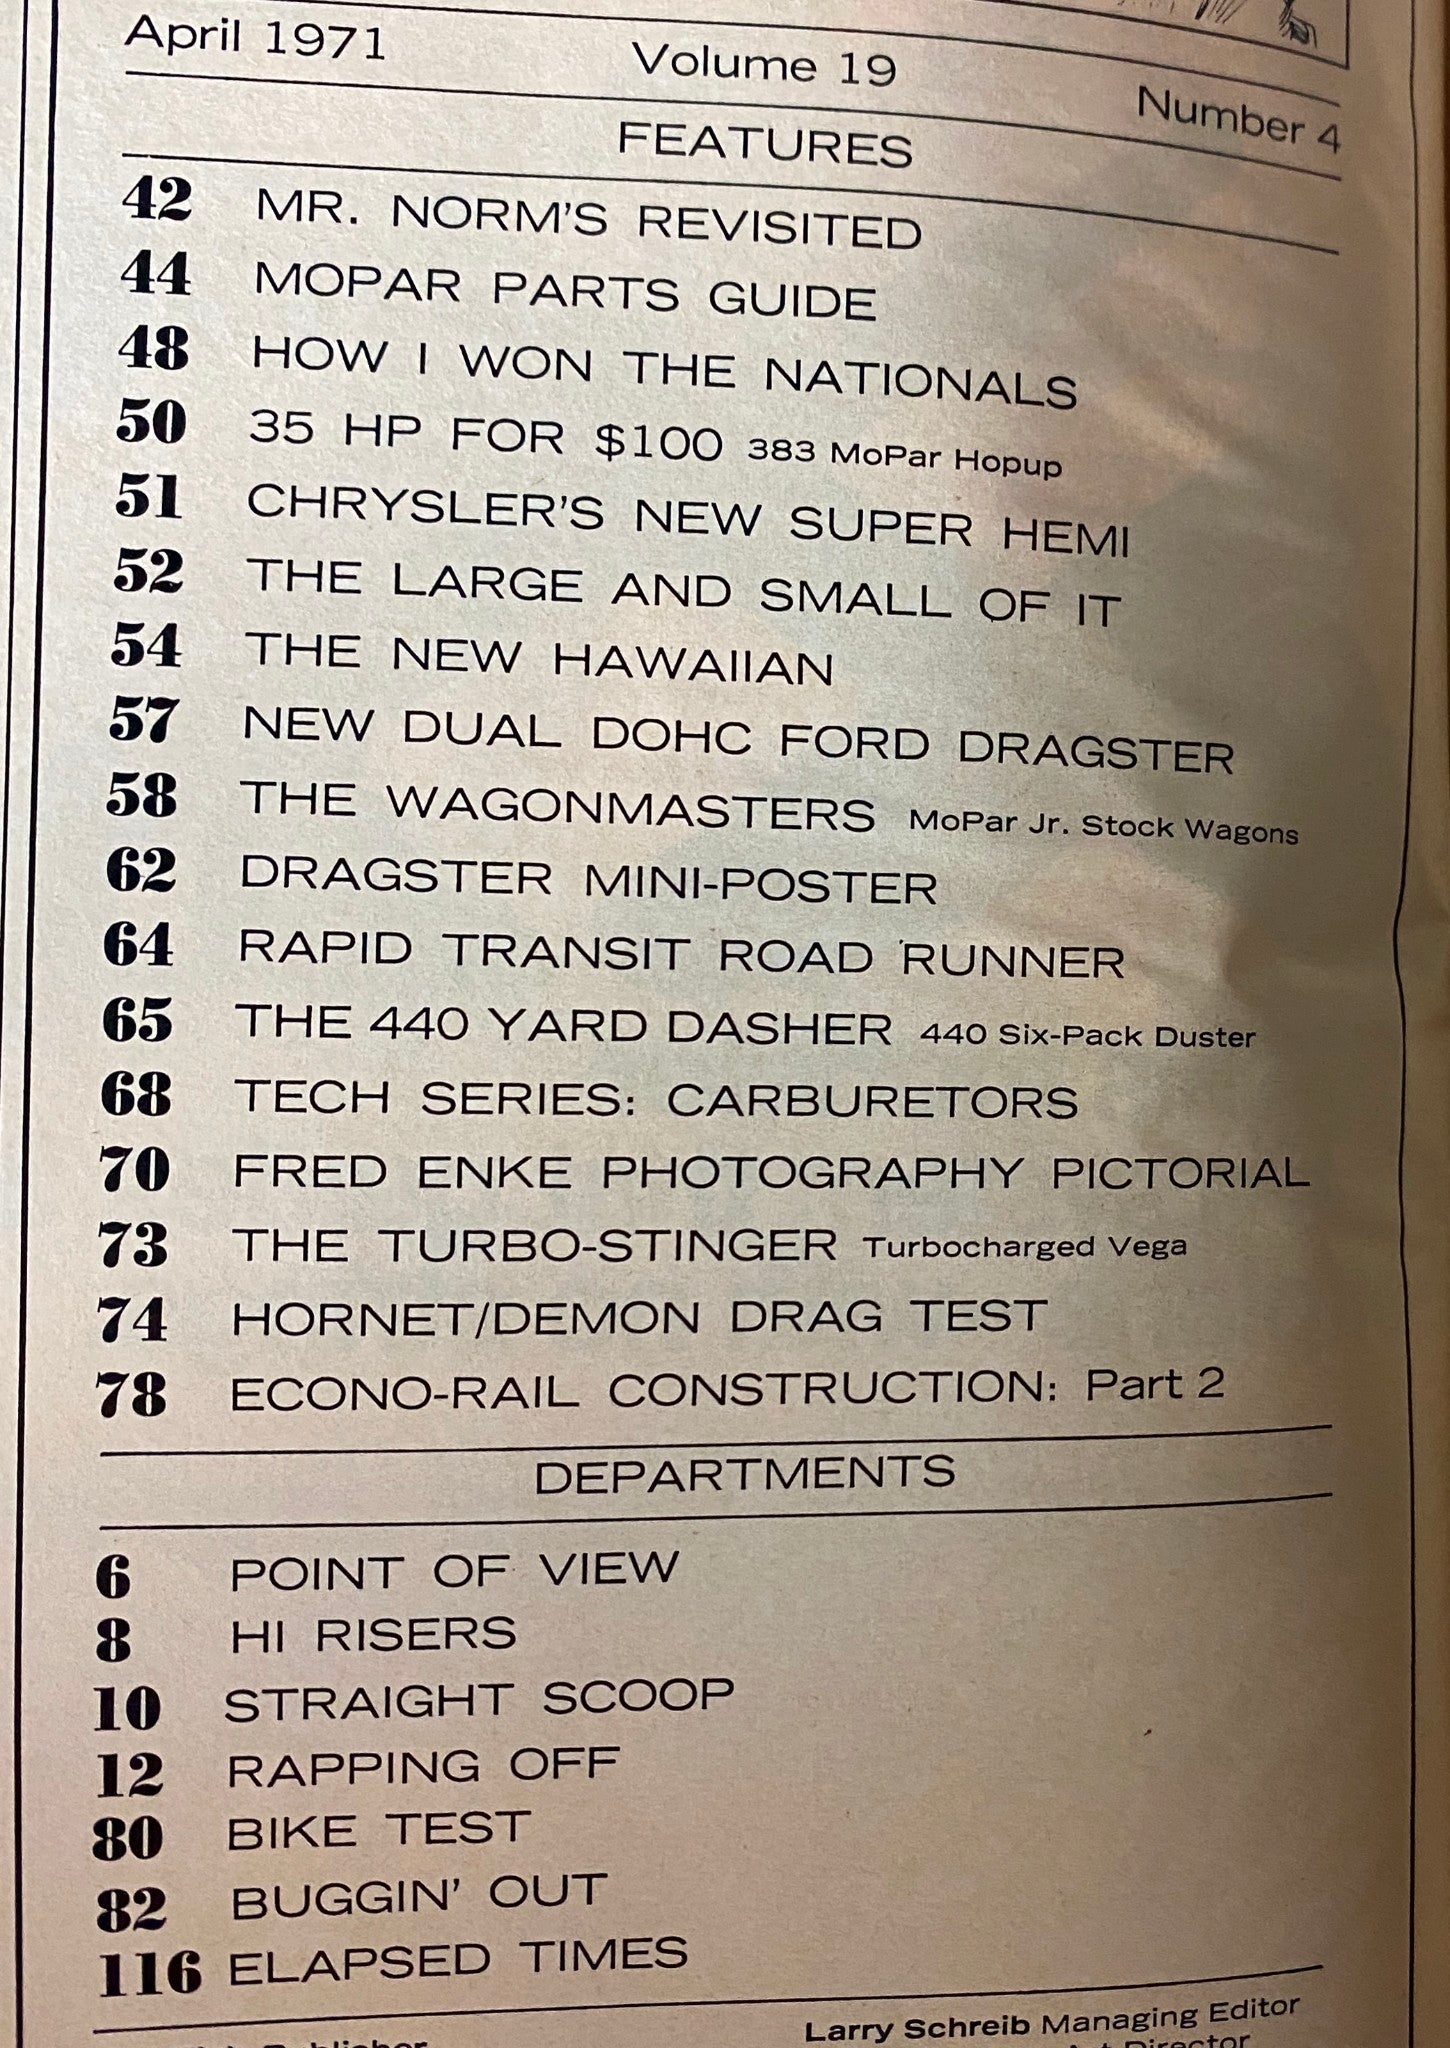 April 1971 Volume 19 Number 4
FEATURES
42 MR. NORM'S REVISITED
44 MOPAR PARTS GUIDE
48 HOW I WON THE NATIONALS
50 35 HP FOR $100 383 MoPar Hopup
51 CHRYSLER'S NEW SUPER HEMI
52 THE LARGE AND SMALL OF IT
54 THE NEW HAWAIIAN
57 NEW DUAL DOHC FORD DRAGSTER
58 THE WAGONMASTERS MoPar Jr. Stock Wagons
62 DRAGSTER MINI-POSTER
64 RAPID TRANSIT ROAD RUNNER
65 THE 440 YARD DASHER 440 Six-Pack Duster
68 TECH SERIES: CARBURETORS
70 FRED ENKE PHOTOGRAPHY PICTORIAL
73 THE TURBO-STINGER Turbocharged Vega
74 HORNET/DEMON DRAG TEST
78 ECONO-RAIL CONSTRUCTION: Part 2
DEPARTMENTS
6 POINT OF VIEW
8 HI RISERS
10 STRAIGHT SCOOP
12 RAPPING OFF
80 BIKE TEST
82 BUGGIN' OUT
116 ELAPSED TIMES
Larry Schreib Managing Editor
Publisher Art Director